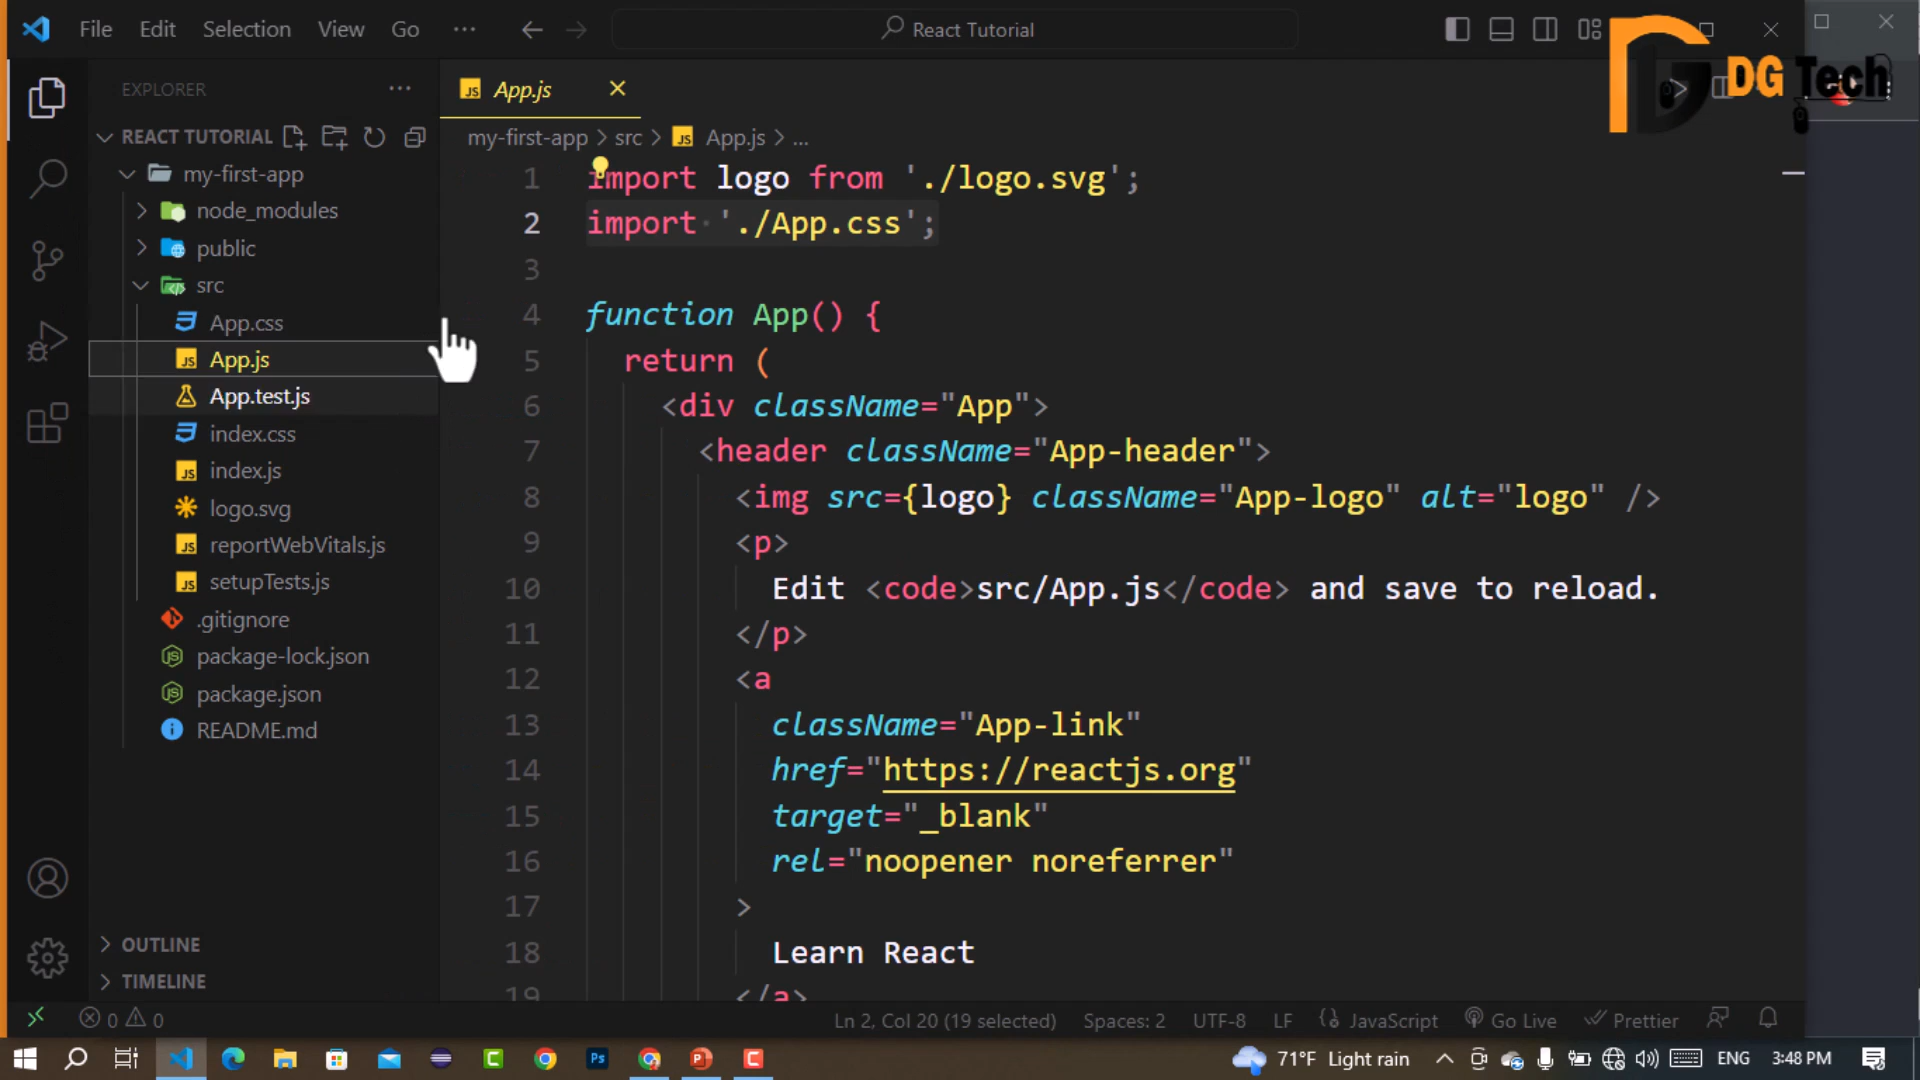 File Edit Selection View Go ··· React Tutorial
DG Tech
EXPLORER ···
App.js
REACT TUTORIAL
my-first-app > src > JS App.js > ...
my-first-app
node_modules
public
src
App.css
JS App.js
App.test.js
index.css
JS index.js
logo.svg
JS reportWebVitals.js
JS setupTests.js
.gitignore
package-lock.json
package.json
README.md
OUTLINE
TIMELINE
1 import logo from './logo.svg';
2 import './App.css';
3
4 function App() {
5 return (
6 <div className="App">
7 <header className="App-header">
8 <img src={logo} className="App-logo" alt="logo" />
9 <p>
10 Edit <code>src/App.js</code> and save to reload.
11 </p>
12 <a
13 className="App-link"
14 href="https://reactjs.org"
15 target="_blank"
16 rel="noopener noreferrer"
17 >
18 Learn React
19 </a>
0 0 Ln 2, Col 20 (19 selected) Spaces: 2 UTF-8 LF JavaScript Go Live Prettier
71°F Light rain ENG 3:48 PM